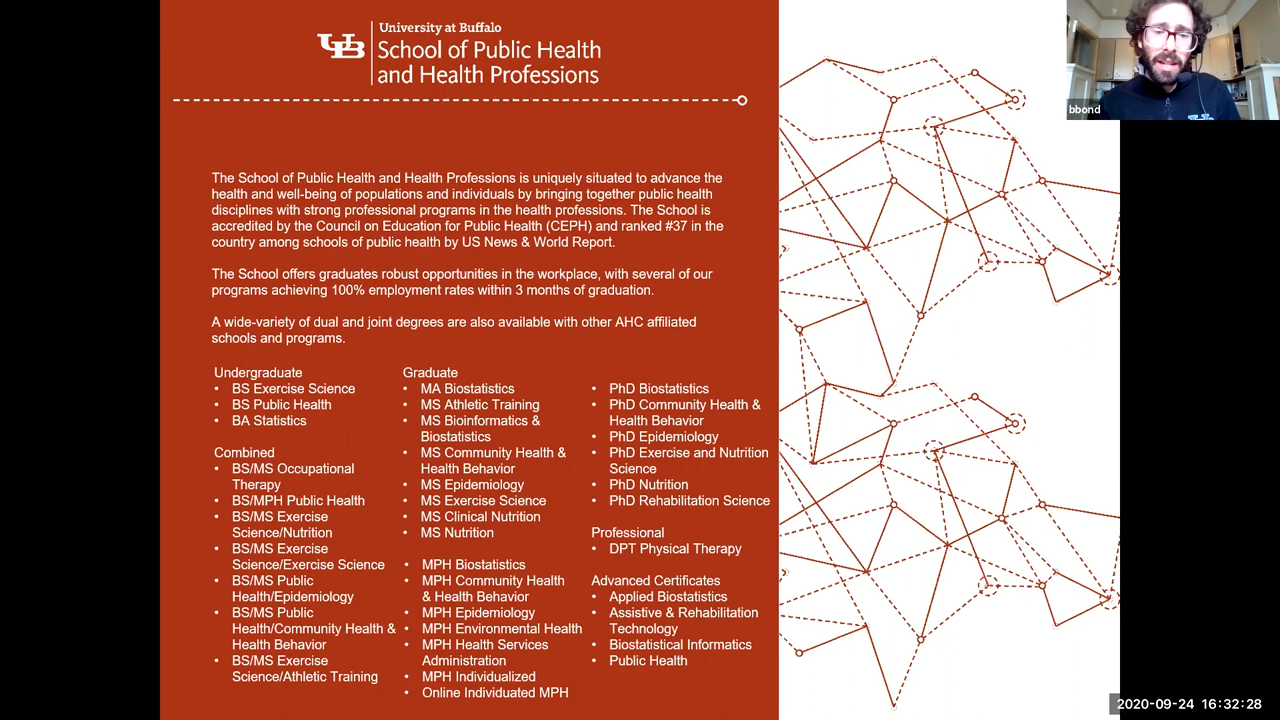 University at Buffalo
School of Public Health
and Health Professions
The School of Public Health and Health Professions is uniquely situated to advance the
health and well-being of populations and individuals by bringing together public health
disciplines with strong professional programs in the health professions. The School is
accredited by the Council on Education for Public Health (CEPH) and ranked #37 in the
country among schools of public health by US News & World Report.
The School offers graduates robust opportunities in the workplace, with several of our
programs achieving 100% employment rates within 3 months of graduation.
A wide-variety of dual and joint degrees are also available with other AHC affiliated
schools and programs.
Undergraduate
• BS Exercise Science
• BS Public Health
• BA Statistics
Combined
• BS/MS Occupational
Therapy
• BS/MPH Public Health
• BS/MS Exercise
Science/Nutrition
• BS/MS Exercise
Science/Exercise Science
• BS/MS Public
Health/Epidemiology
• BS/MS Public
Health/Community Health &
Health Behavior
• BS/MS Exercise
Science/Athletic Training
Graduate
• MA Biostatistics
• MS Athletic Training
• MS Bioinformatics &
Biostatistics
• MS Community Health &
Health Behavior
• MS Epidemiology
• MS Exercise Science
• MS Clinical Nutrition
• MS Nutrition
• MPH Biostatistics
• MPH Community Health
& Health Behavior
• MPH Epidemiology
• MPH Environmental Health
• MPH Health Services
Administration
• MPH Individualized
• Online Individuated MPH
• PhD Biostatistics
• PhD Community Health &
Health Behavior
• PhD Epidemiology
• PhD Exercise and Nutrition
Science
• PhD Nutrition
• PhD Rehabilitation Science
Professional
• DPT Physical Therapy
Advanced Certificates
• Applied Biostatistics
• Assistive & Rehabilitation
Technology
• Biostatistical Informatics
• Public Health
bbond
2020-09-24 16:32:28